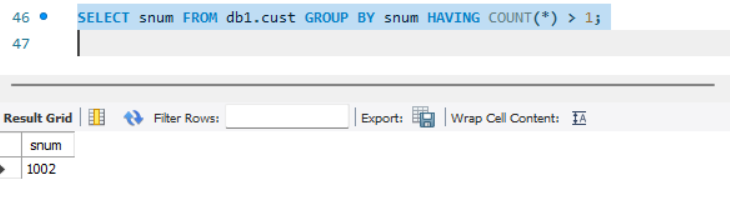 46 SELECT snum FROM db1.cust GROUP BY snum HAVING COUNT(*) > 1;
47
Result Grid Filter Rows: Export: Wrap Cell Content: IA
snum
1002